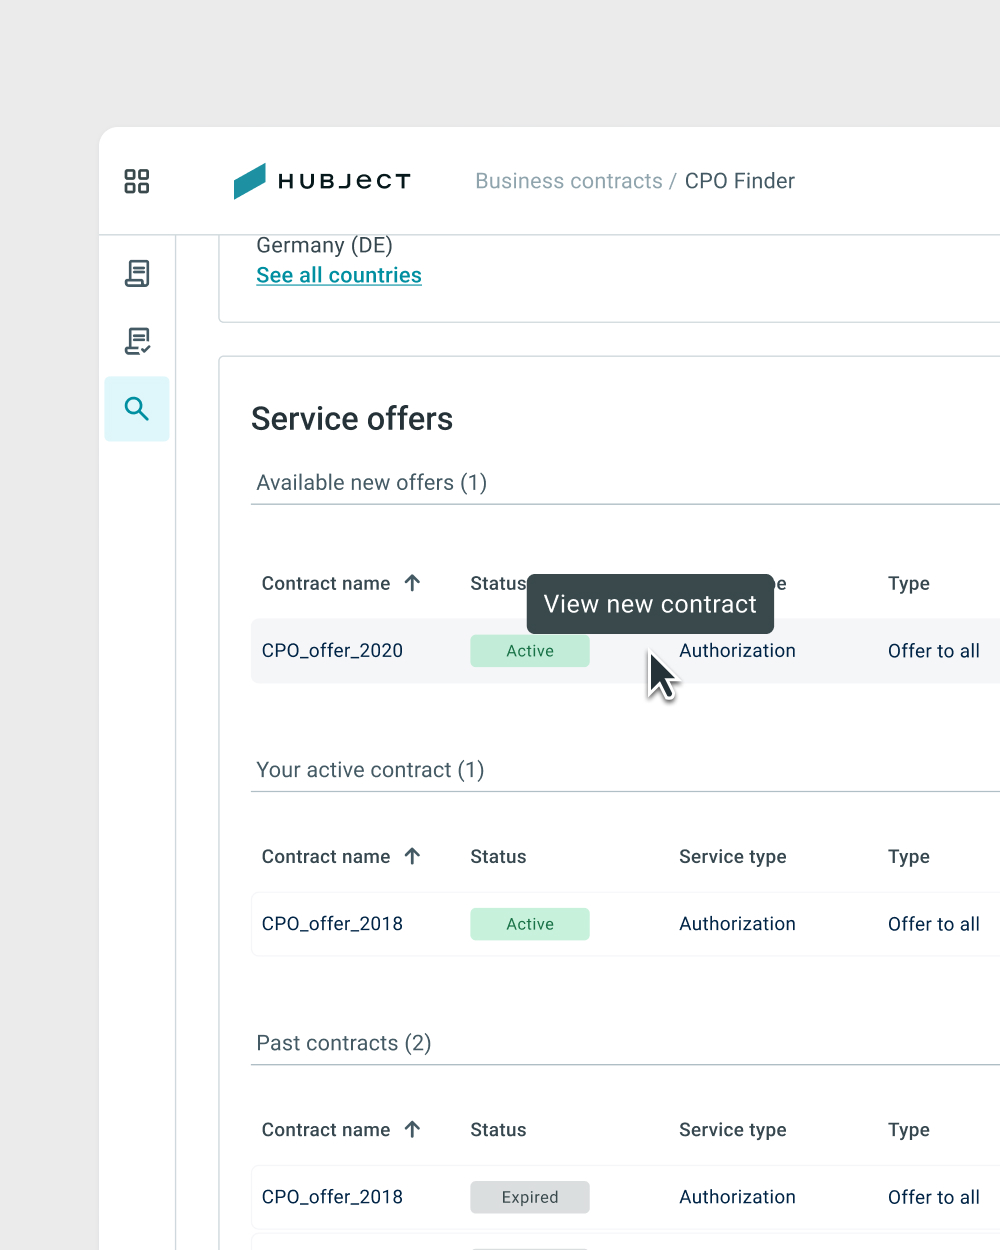 HUBJECT
Business contracts / CPO Finder
Germany (DE)
See all countries
Service offers
Available new offers (1)
Contract name Status Type
View new contract
CPO_offer_2020 Active Authorization Offer to all
Your active contract (1)
Contract name Status Service type Type
CPO_offer_2018 Active Authorization Offer to all
Past contracts (2)
Contract name Status Service type Type
CPO_offer_2018 Expired Authorization Offer to all